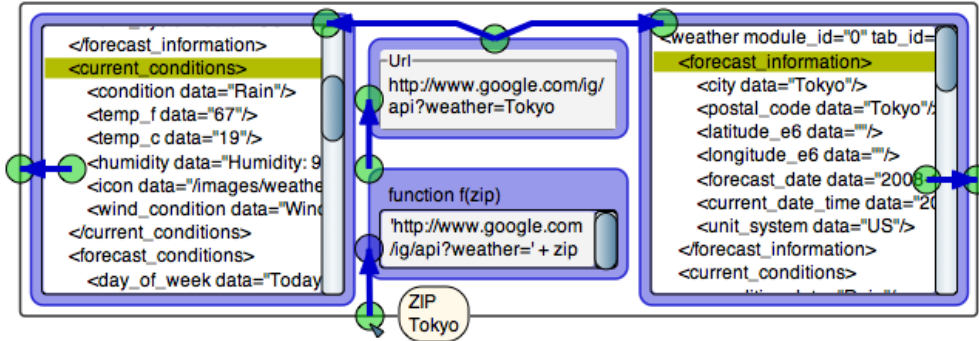 </forecast_information>
<current_conditions>
<condition data="Rain"/>
<temp_f data="67"/>
<temp_c data="19"/>
<humidity data="Humidity: 9
<icon data="/images/weathe
<wind_condition data="Wind
</current_conditions>
<forecast_conditions>
<day_of_week data="Today
Url
http://www.google.com/ig/
api?weather=Tokyo
function f(zip)
'http://www.google.com
/ig/api?weather=' + zip
ZIP
Tokyo
<weather module_id="0" tab_id=
<forecast_information>
<city data="Tokyo"/>
<postal_code data="Tokyo"/>
<latitude_e6 data=""/>
<longitude_e6 data=""/>
<forecast_date data="2008
<current_date_time data="20
<unit_system data="US"/>
</forecast_information>
<current_conditions>